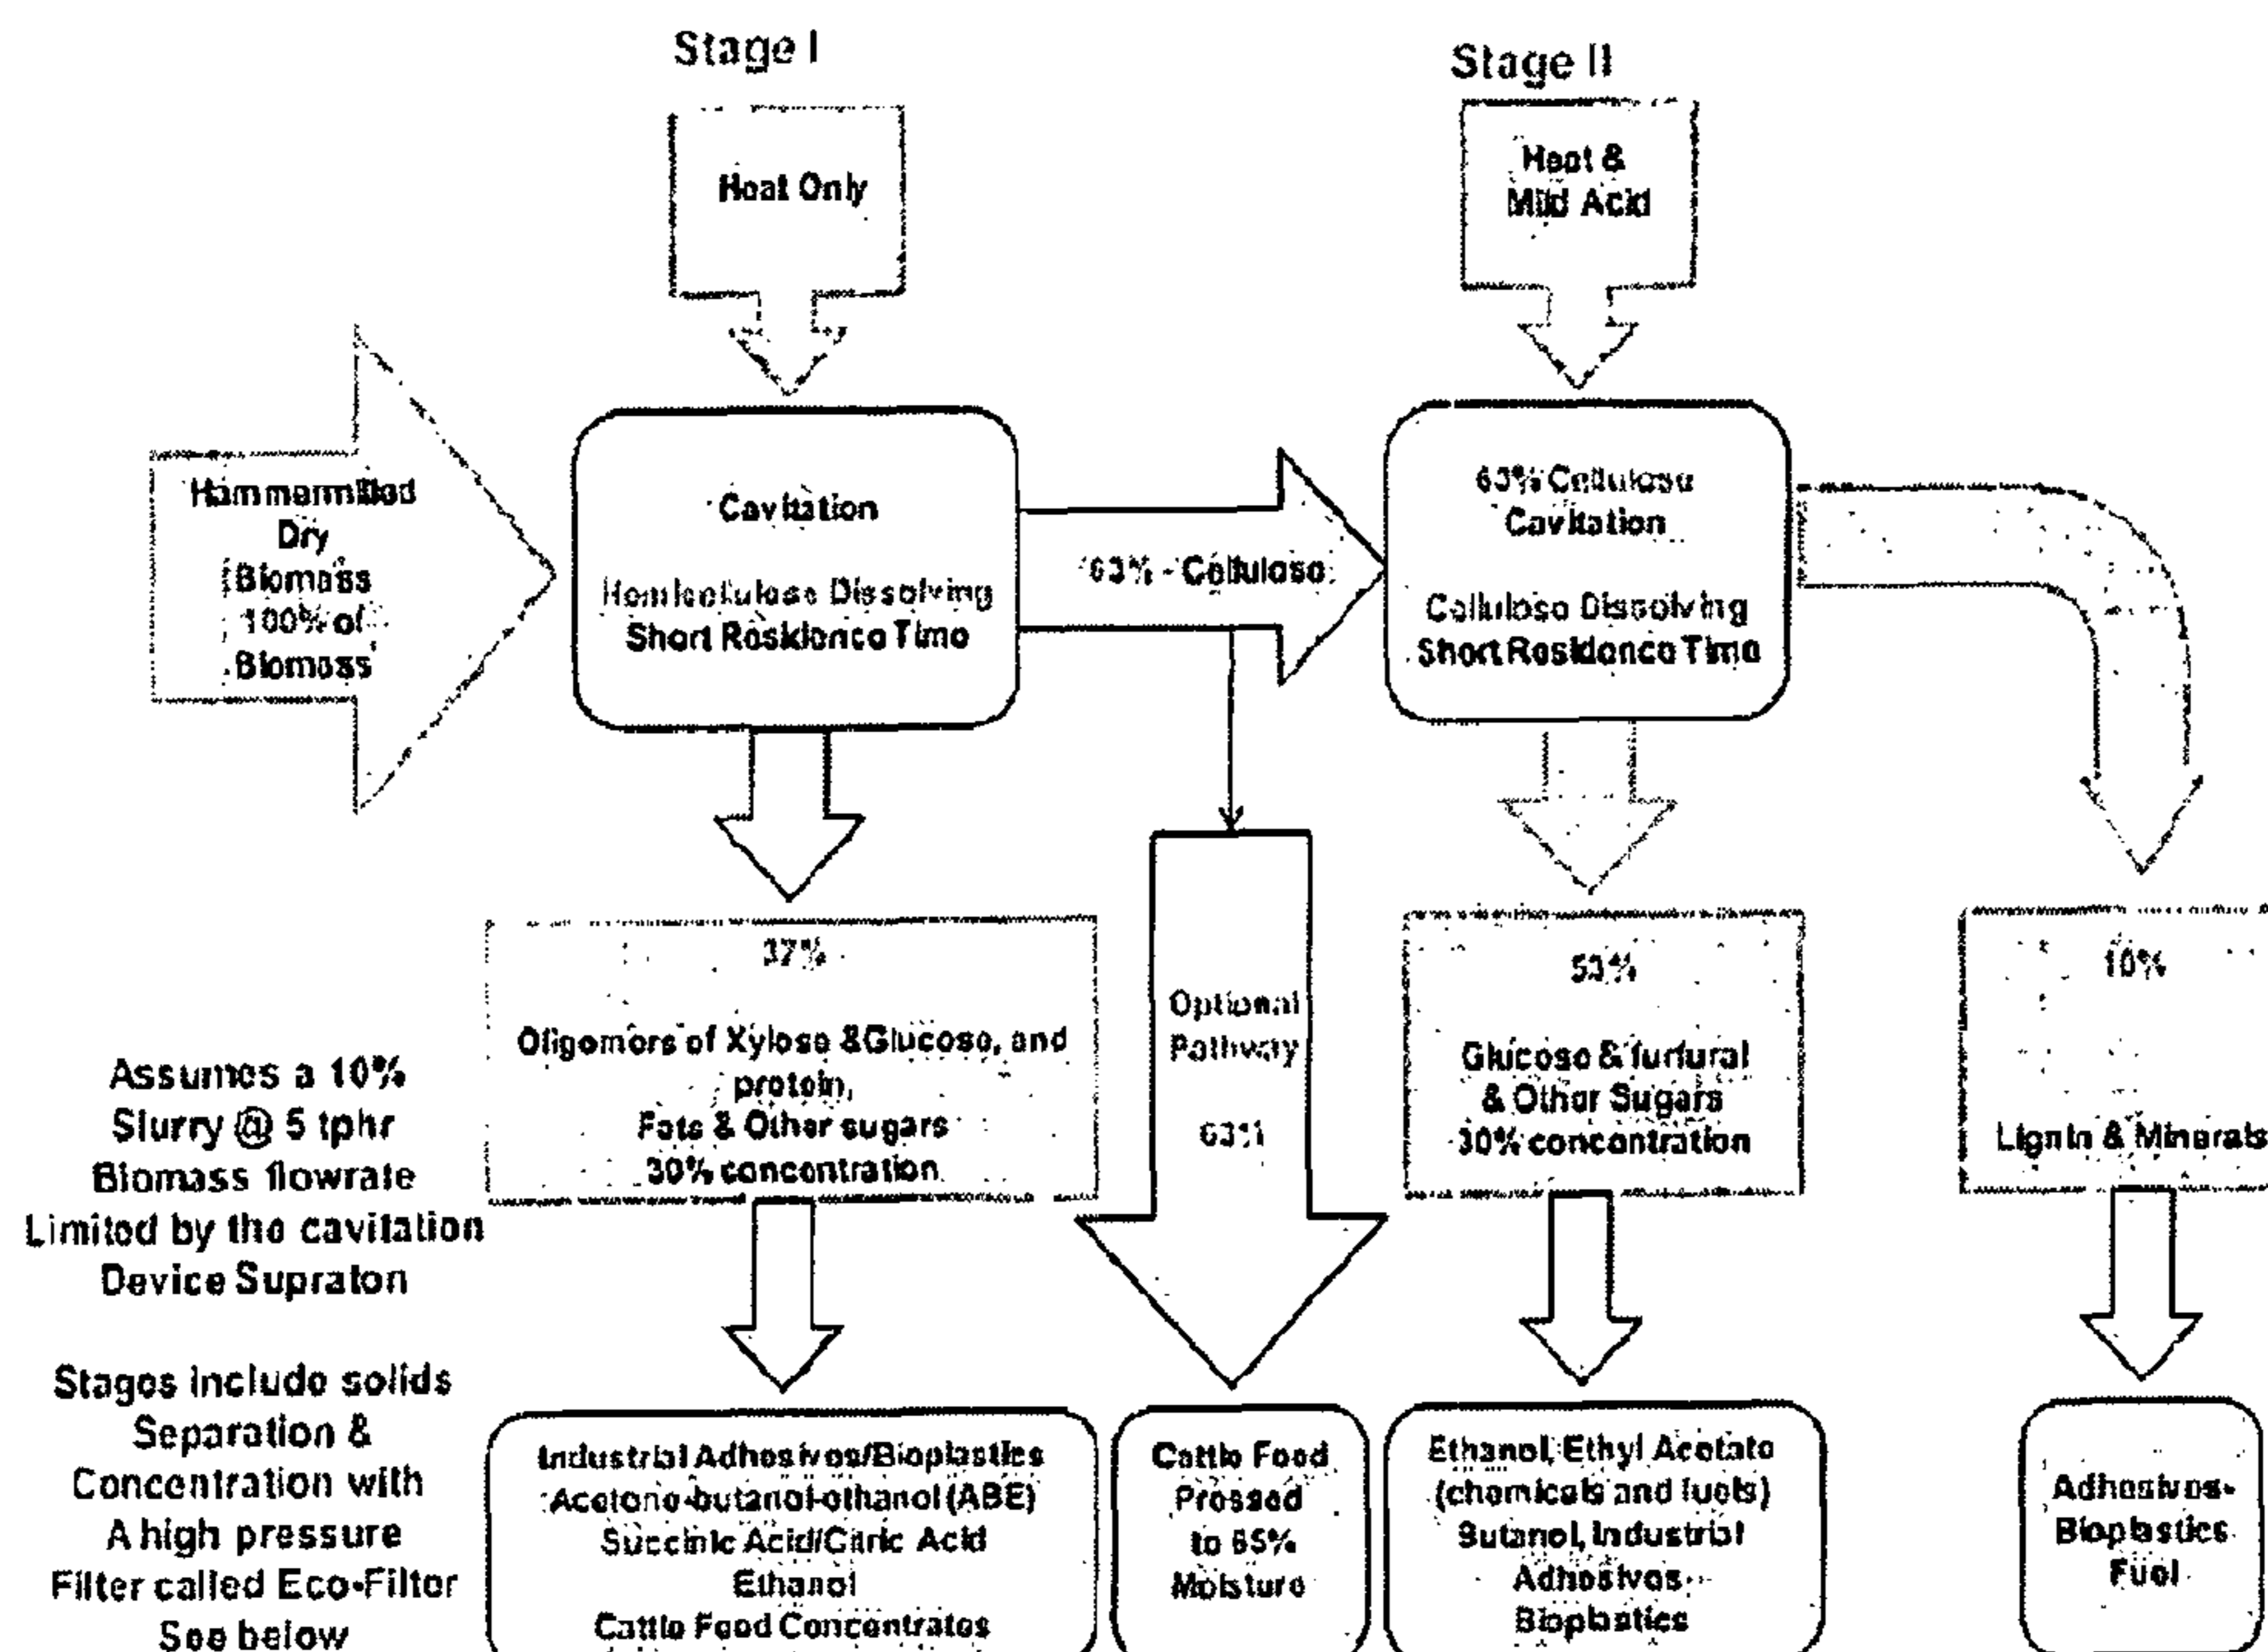 Stage I
Stage II
Heat Only
Heat &
Mild Acid
Hammermilled
Dry
Biomass
100% of
Biomass
Cavitation
Hemicellulose Dissolving
Short Residence Time
63% - Cellulose
63% Cellulose
Cavitation
Cellulose Dissolving
Short Residence Time
37%
Oligomers of Xylose & Glucose, and
protein,
Fats & Other sugars
30% concentration
Optional
Pathway
63%
53%
Glucose & furfural
& Other Sugars
30% concentration
10%
Lignin & Minerals
Assumes a 10%
Slurry @ 5 tphr
Biomass flowrate
Limited by the cavitation
Device Supraton
Stages include solids
Separation &
Concentration with
A high pressure
Filter called Eco-Filter
See below
Industrial Adhesives/Bioplastics
Acetone-butanol-ethanol (ABE)
Succinic Acid/Citric Acid
Ethanol
Cattle Food Concentrates
Cattle Food
Pressed
to 65%
Moisture
Ethanol, Ethyl Acetate
(chemicals and fuels)
Butanol, Industrial
Adhesives-
Bioplastics
Adhesives-
Bioplastics
Fuel